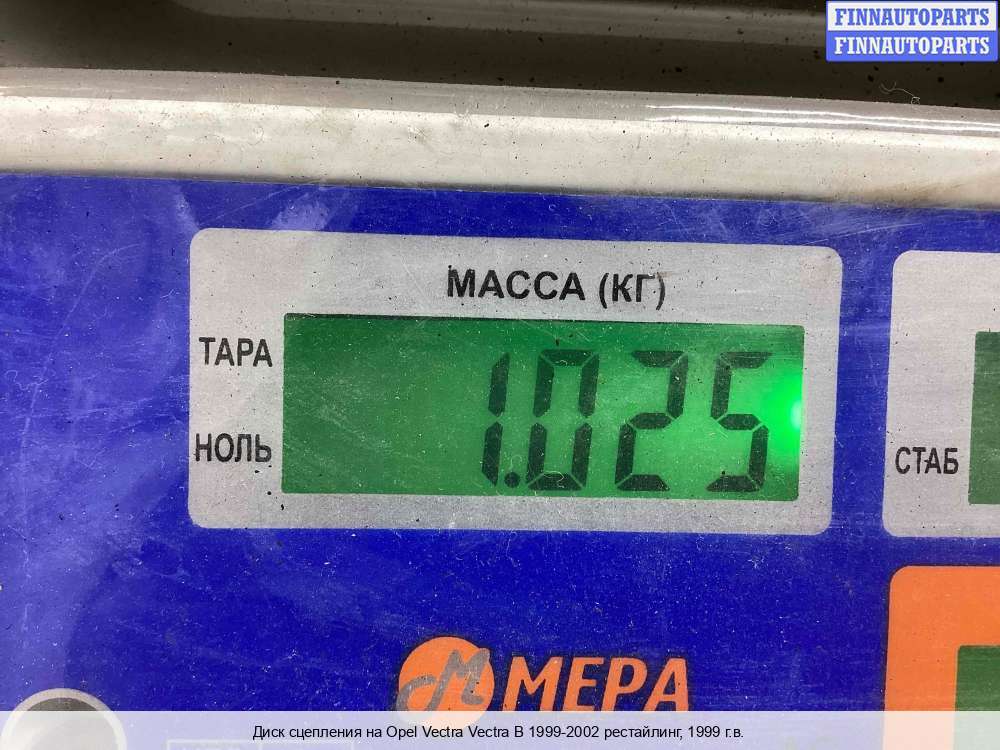 FINNAUTOPARTS
FINNAUTOPARTS
МАССА (КГ)
ТАРА
1.025
НОЛЬ
СТАБ
МЕРА
Диск сцепления на Opel Vectra Vectra B 1999-2002 рестайлинг, 1999 г.в.